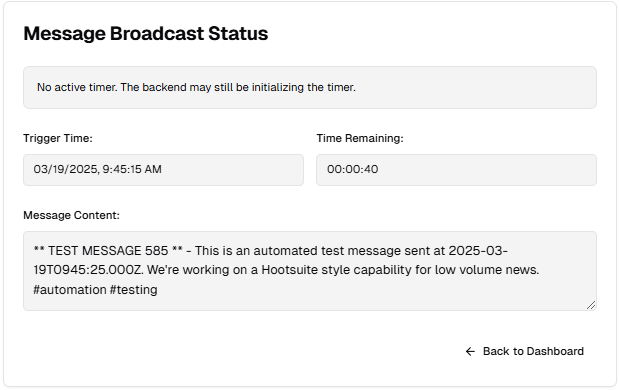 Message Broadcast Status
No active timer. The backend may still be initializing the timer.
Trigger Time:
Time Remaining:
03/19/2025, 9:45:15 AM
00:00:40
Message Content:
** TEST MESSAGE 585 ** - This is an automated test message sent at 2025-03-
19T0945:25.000Z. We're working on a Hootsuite style capability for low volume news.
#automation #testing
← Back to Dashboard